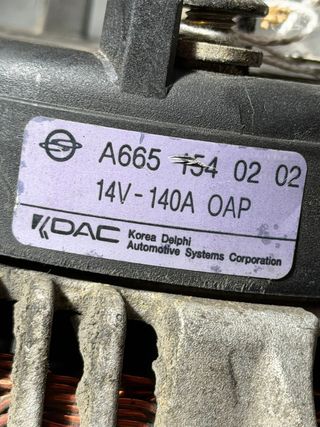 A665 154 02 02
14V-140A OAP
KDAC Korea Delphi
Automotive Systems Corporation